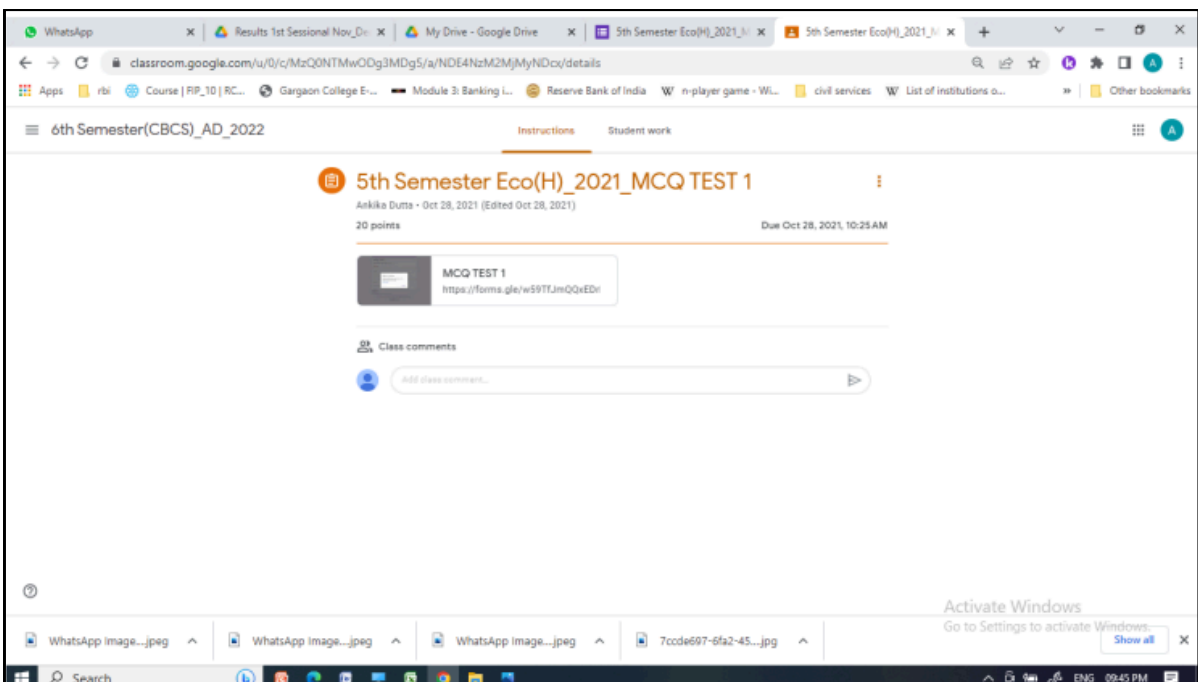 WhatsApp
Results 1st Sessional Nov_De
My Drive - Google Drive
5th Semester Eco(H)_2021_M
5th Semester Eco(H)_2021_M
classroom.google.com/u/0/c/MzQ0NTMwODg3MDg5/a/NDE4NzM2MjMyNDcx/details
A
Apps
rbi
Course | FIP_10 | RC...
Gargaon College E-...
Module 3: Banking i...
Reserve Bank of India
W n-player game - Wi...
civil services
W List of institutions o...
»
Other bookmarks
6th Semester(CBCS)_AD_2022
Instructions
Student work
A
5th Semester Eco(H)_2021_MCQ TEST 1
Ankika Dutta • Oct 28, 2021 (Edited Oct 28, 2021)
20 points
Due Oct 28, 2021, 10:25 AM
MCQ TEST 1
Class comments
Add class comment...
Activate Windows
Go to Settings to activate Windows.
WhatsApp Image....jpeg
WhatsApp Image....jpeg
WhatsApp Image....jpeg
7ccde697-6fa2-45....jpg
Show all
Search
ENG
09:45 PM